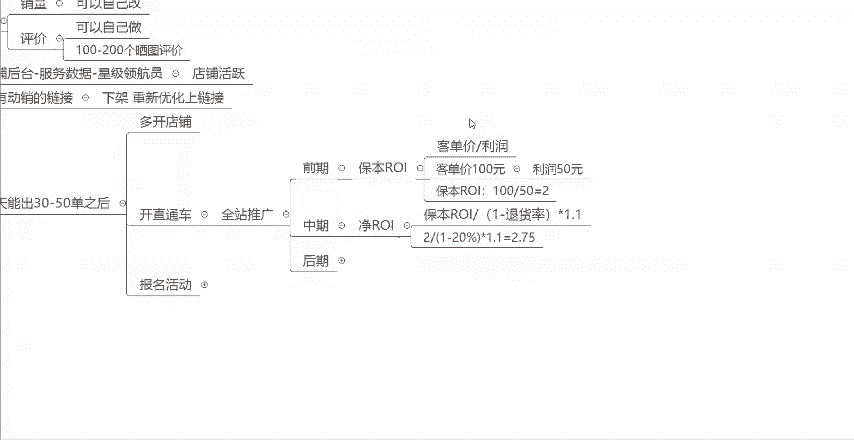 销量 可以自己改
评价 可以自己做
100-200个晒图评价
铺后台-服务数据-星级领航员 店铺活跃
有动销的链接 下架 重新优化上链接
天能出30-50单之后
多开店铺
开直通车 全站推广
前期 保本ROI
客单价/利润
客单价100元 利润50元
保本ROI：100/50=2
中期 净ROI
保本ROI/（1-退货率）*1.1
2/(1-20%)*1.1=2.75
后期
报名活动